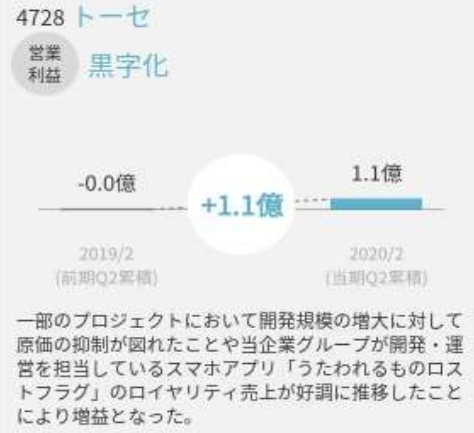 4728 トーセ
営業
利益
黒字化
-0.0億
+1.1億
1.1億
2019/2
(前期Q2累積)
2020/2
(当期Q2累積)
一部のプロジェクトにおいて開発規模の増大に対して
原価の抑制が図れたことや当企業グループが開発・運
営を担当しているスマホアプリ「うたわれるものロス
トフラグ」のロイヤリティ売上が好調に推移したこと
により増益となった。